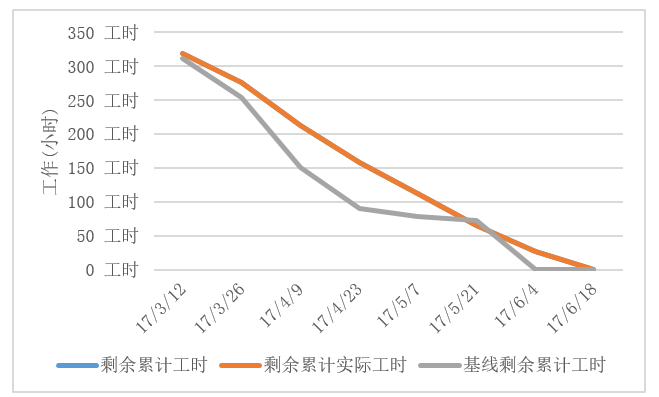 350 工时
300 工时
250 工时
200 工时
150 工时
100 工时
50 工时
0 工时
工作(小时)
17/3/12
17/3/26
17/4/9
17/4/23
17/5/7
17/5/21
17/6/4
17/6/18
剩余累计工时 剩余累计实际工时 基线剩余累计工时